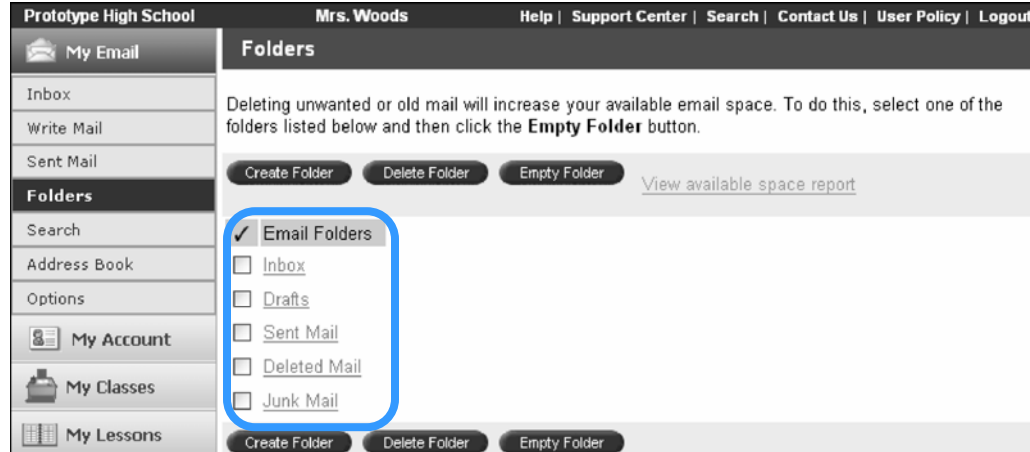 Prototype High School Mrs. Woods Help | Support Center | Search | Contact Us | User Policy | Logout
My Email
Inbox
Write Mail
Sent Mail
Folders
Search
Address Book
Options
My Account
My Classes
My Lessons
Folders
Deleting unwanted or old mail will increase your available email space. To do this, select one of the
folders listed below and then click the Empty Folder button.
Create Folder Delete Folder Empty Folder View available space report
✓ Email Folders
Inbox
Drafts
Sent Mail
Deleted Mail
Junk Mail
Create Folder Delete Folder Empty Folder